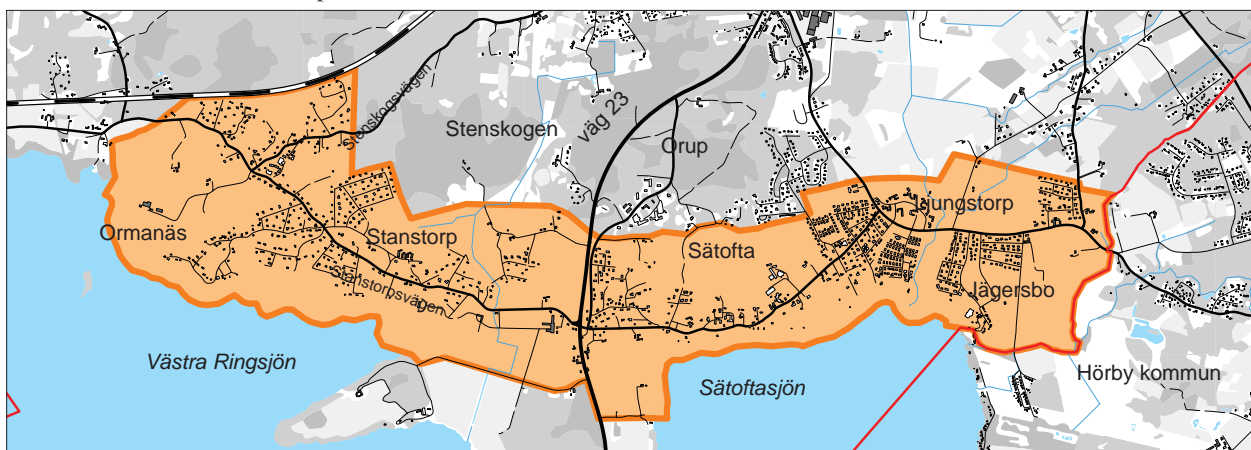 Stenskogsvägen
Stenskogen
väg 23
Orup
Ljungstorp
Ormanäs
Stanstorp
Sätofta
Stanstorpsvägen
Jägersbo
Västra Ringsjön
Sätoftasjön
Hörby kommun